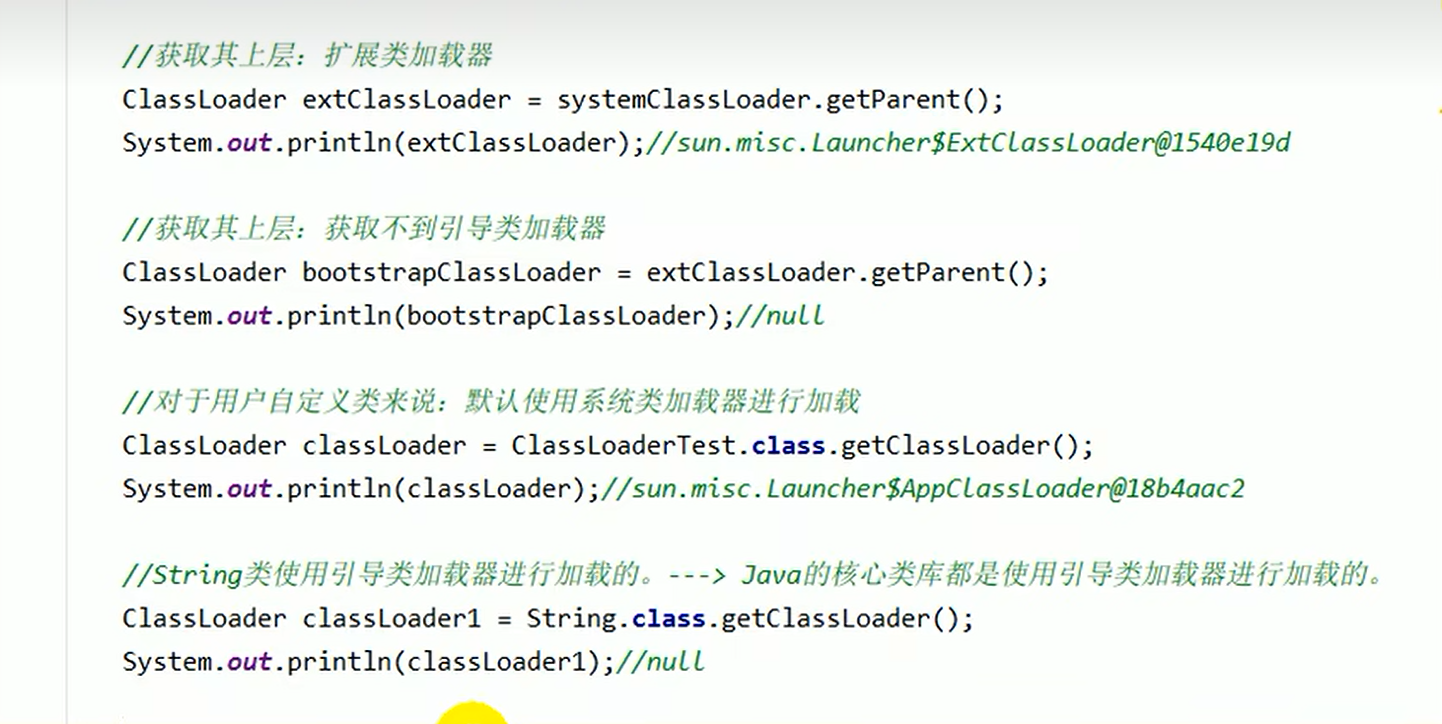 //获取其上层：扩展类加载器
ClassLoader extClassLoader = systemClassLoader.getParent();
System.out.println(extClassLoader);//sun.misc.Launcher$ExtClassLoader@1540e19d
//获取其上层：获取不到引导类加载器
ClassLoader bootstrapClassLoader = extClassLoader.getParent();
System.out.println(bootstrapClassLoader);//null
//对于用户自定义类来说：默认使用系统类加载器进行加载
ClassLoader classLoader = ClassLoaderTest.class.getClassLoader();
System.out.println(classLoader);//sun.misc.Launcher$AppClassLoader@18b4aac2
//String类使用引导类加载器进行加载的。---> Java的核心类库都是使用引导类加载器进行加载的。
ClassLoader classLoader1 = String.class.getClassLoader();
System.out.println(classLoader1);//null